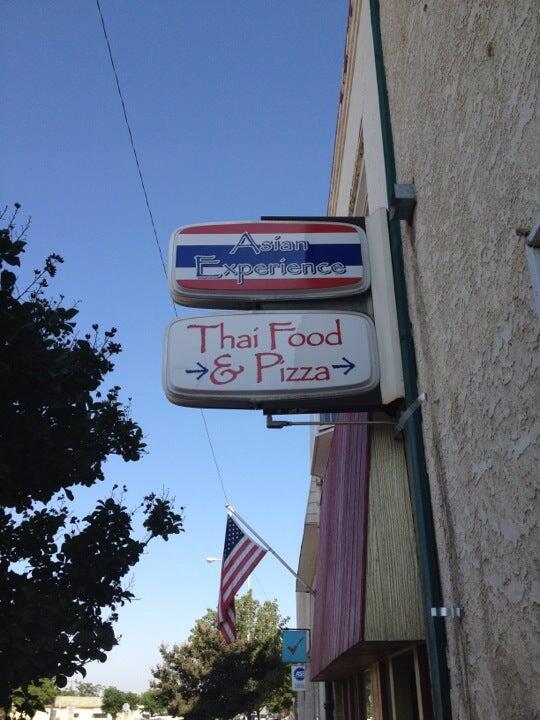 Asian
Experience
Thai Food
→ & Pizza →